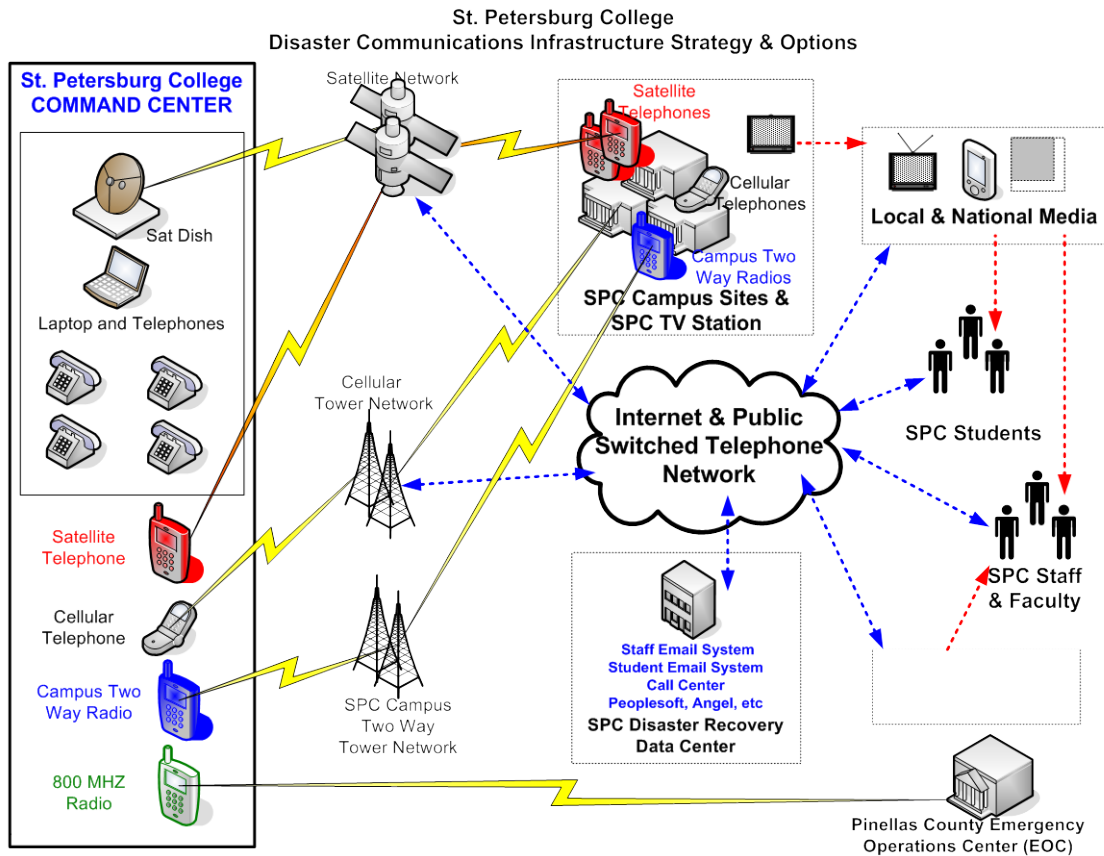 St. Petersburg College
Disaster Communications Infrastructure Strategy & Options
St. Petersburg College
COMMAND CENTER
Sat Dish
Laptop and Telephones
Satellite
Telephone
Cellular
Telephone
Campus Two
Way Radio
800 MHZ
Radio
Satellite Network
Cellular
Tower Network
SPC Campus
Two Way
Tower Network
Satellite
Telephones
Cellular
Telephones
Campus Two
Way Radios
SPC Campus Sites &
SPC TV Station
Local & National Media
Internet & Public
Switched Telephone
Network
SPC Students
SPC Staff
& Faculty
Staff Email System
Student Email System
Call Center
Peoplesoft, Angel, etc
SPC Disaster Recovery
Data Center
Pinellas County Emergency
Operations Center (EOC)